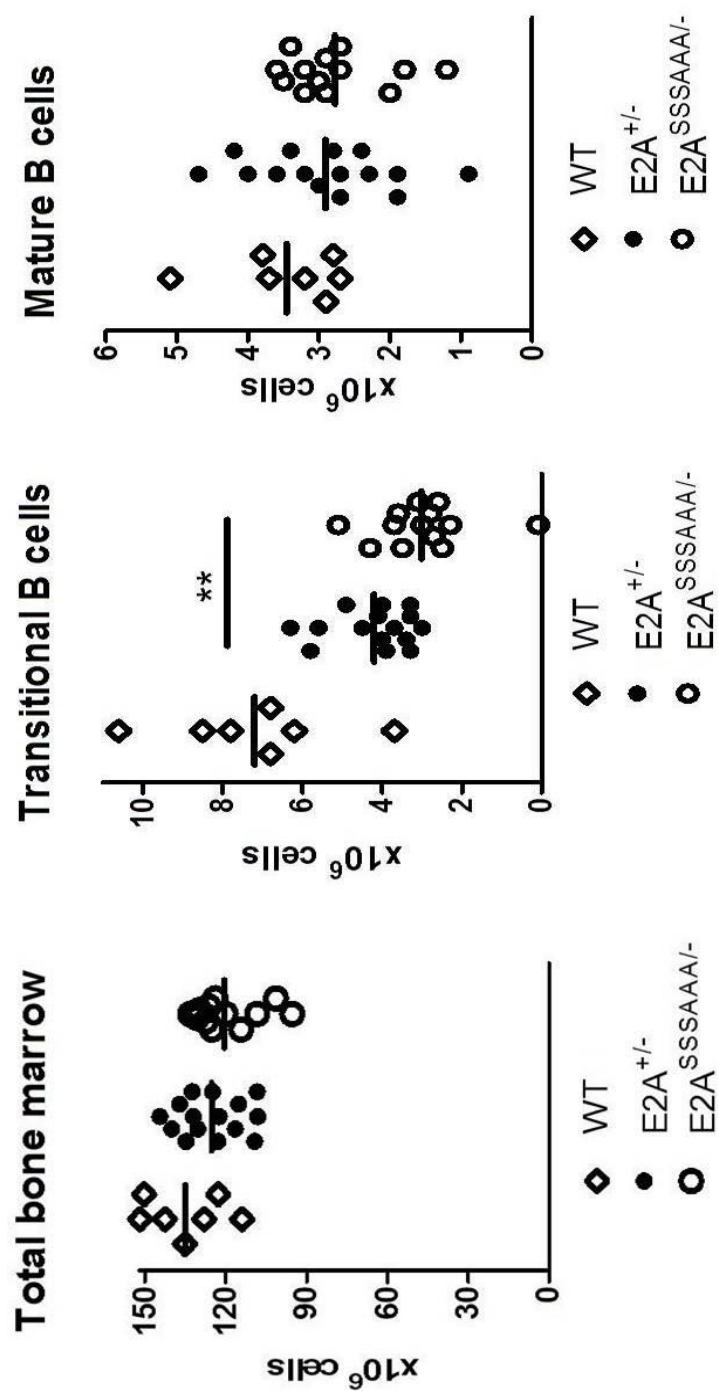 Total bone marrow
x10⁶ cells
150
120
90
60
30
0
WT
E2A+/-
E2ASSSAAA/-
Transitional B cells
x10⁶ cells
10
8
6
4
2
0
**
WT
E2A+/-
E2ASSSAAA/-
Mature B cells
x10⁶ cells
6
5
4
3
2
1
0
WT
E2A+/-
E2ASSSAAA/-